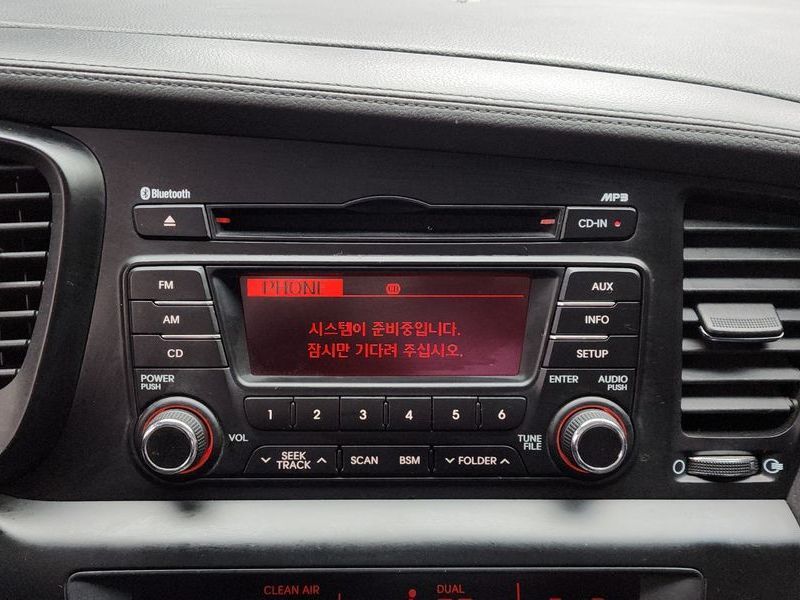 Bluetooth
MP3
CD-IN
FM
AM
CD
PHONE
시스템이 준비중입니다.
잠시만 기다려 주십시오.
AUX
INFO
SETUP
POWER
PUSH
VOL
1 2 3 4 5 6
ENTER
AUDIO
PUSH
TUNE
FILE
SEEK
TRACK
SCAN
BSM
FOLDER
CLEAN AIR
DUAL